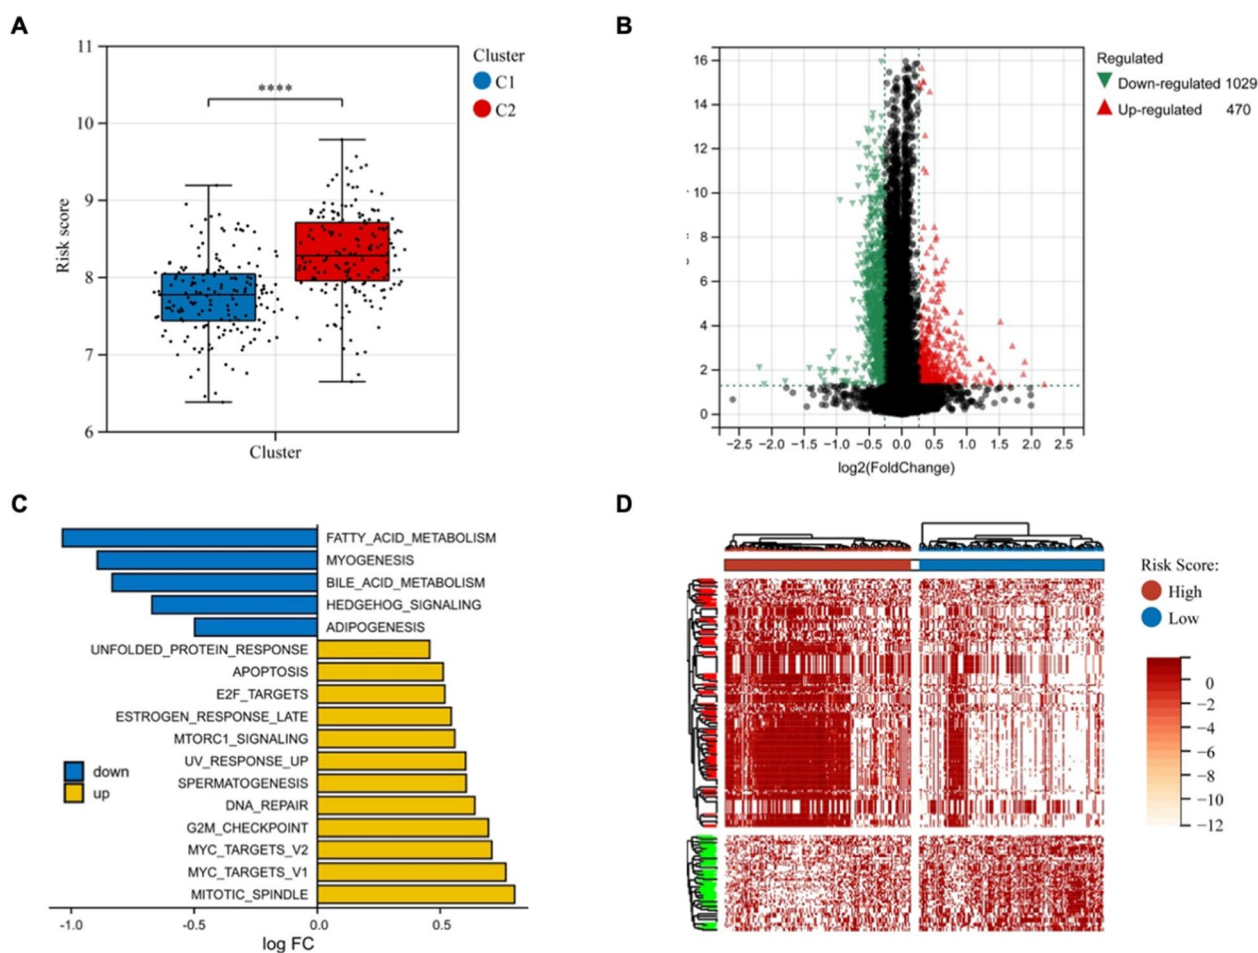 A
11
10
9
8
7
6
Risk score
****
Cluster
Cluster
C1
C2
B
16
14
12
10
8
6
4
2
0
−2.5 −2.0 −1.5 −1.0 −0.5 0.0 0.5 1.0 1.5 2.0 2.5
log2(FoldChange)
Regulated
Down-regulated 1029
Up-regulated 470
C
FATTY_ACID_METABOLISM
MYOGENESIS
BILE_ACID_METABOLISM
HEDGEHOG_SIGNALING
ADIPOGENESIS
UNFOLDED_PROTEIN_RESPONSE
APOPTOSIS
E2F_TARGETS
ESTROGEN_RESPONSE_LATE
MTORC1_SIGNALING
UV_RESPONSE_UP
SPERMATOGENESIS
DNA_REPAIR
G2M_CHECKPOINT
MYC_TARGETS_V2
MYC_TARGETS_V1
MITOTIC_SPINDLE
down
up
-1.0 -0.5 0.0 0.5
log FC
D
Risk Score:
High
Low
0
−2
−4
−6
−8
−10
−12